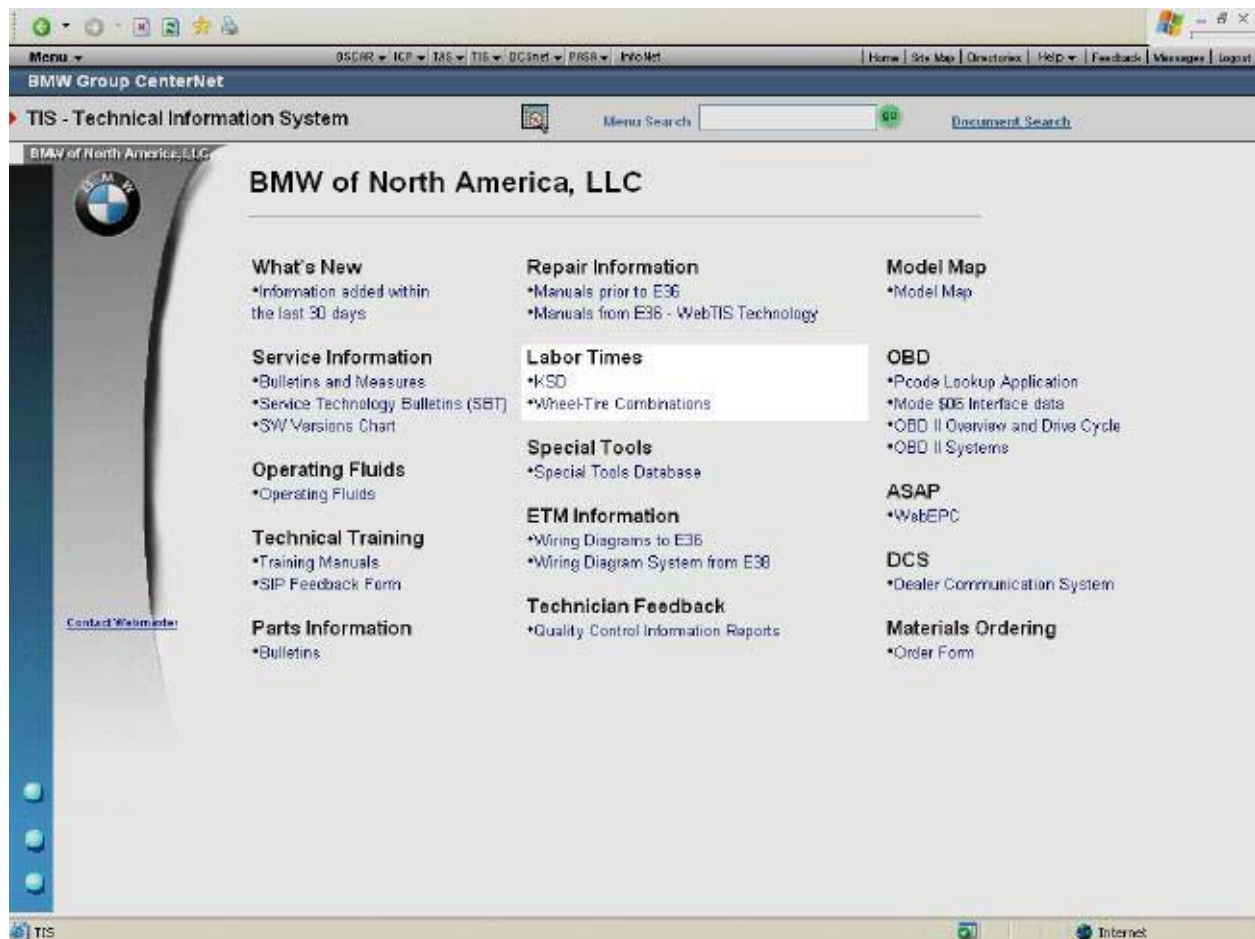 Menu
OSCAR ICP TAS TIS DCSnet PASA InfoNet
Home | Site Map | Directories | Help | Feedback | Messages | Logout
BMW Group CenterNet
TIS - Technical Information System
Menu Search
go
Document Search
BMW of North America, LLC
BMW
BMW of North America, LLC
What's New
•Information added within
the last 30 days
Repair Information
•Manuals prior to E36
•Manuals from E36 - WebTIS Technology
Model Map
•Model Map
Service Information
•Bulletins and Measures
•Service Technology Bulletins (SBT)
•SW Versions Chart
Labor Times
•KSD
•Wheel-Tire Combinations
OBD
•Pcode Lookup Application
•Mode $06 Interface data
•OBD II Overview and Drive Cycle
•OBD II Systems
Special Tools
•Special Tools Database
Operating Fluids
•Operating Fluids
ASAP
•WebEPC
ETM Information
•Wiring Diagrams to E36
•Wiring Diagram System from E38
Technical Training
•Training Manuals
•SIP Feedback Form
DCS
•Dealer Communication System
Technician Feedback
•Quality Control Information Reports
Contact Webmaster
Parts Information
•Bulletins
Materials Ordering
•Order Form
TIS
Internet